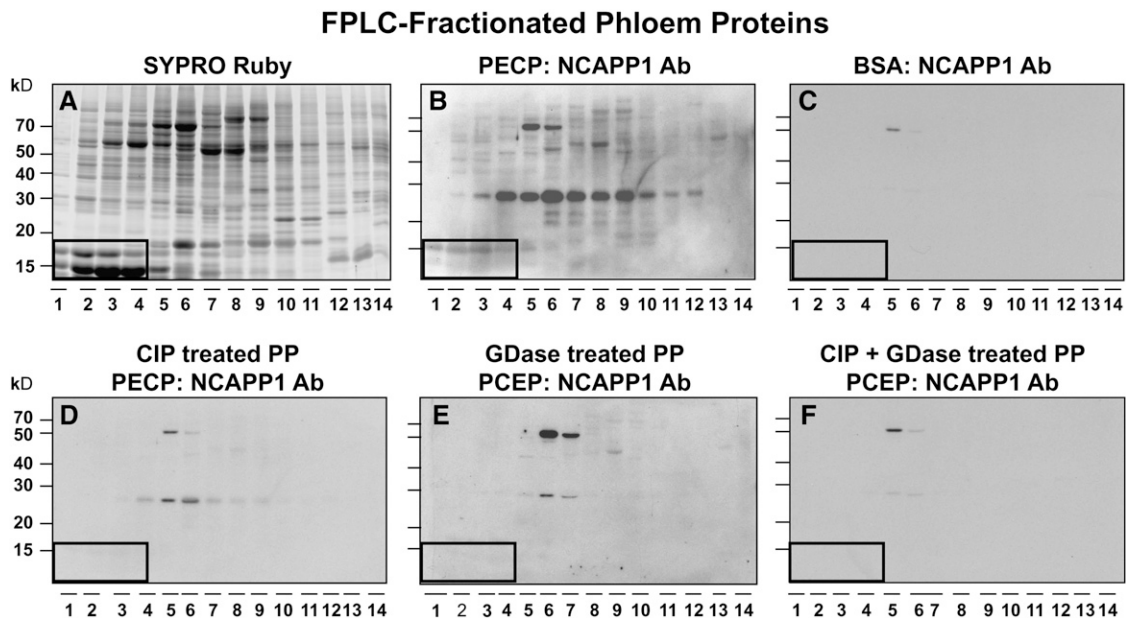 FPLC-Fractionated Phloem Proteins
SYPRO Ruby PECP: NCAPP1 Ab BSA: NCAPP1 Ab
kD
A B C
70
50
40
30
20
15
1 2 3 4 5 6 7 8 9 10 11 12 13 14 1 2 3 4 5 6 7 8 9 10 11 12 13 14 1 2 3 4 5 6 7 8 9 10 11 12 13 14
CIP treated PP GDase treated PP CIP + GDase treated PP
kD PECP: NCAPP1 Ab PCEP: NCAPP1 Ab PCEP: NCAPP1 Ab
D E F
70
50
40
30
20
15
1 2 3 4 5 6 7 8 9 10 11 12 13 14 1 2 3 4 5 6 7 8 9 10 11 12 13 14 1 2 3 4 5 6 7 8 9 10 11 12 13 14